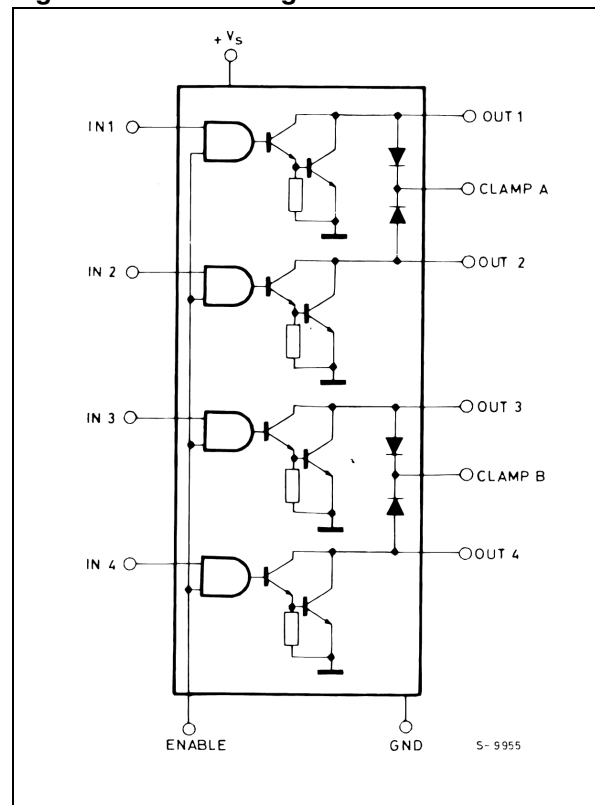 + Vs
IN1
OUT 1
CLAMP A
IN 2
OUT 2
IN 3
OUT 3
CLAMP B
IN 4
OUT 4
ENABLE
GND
S- 9955